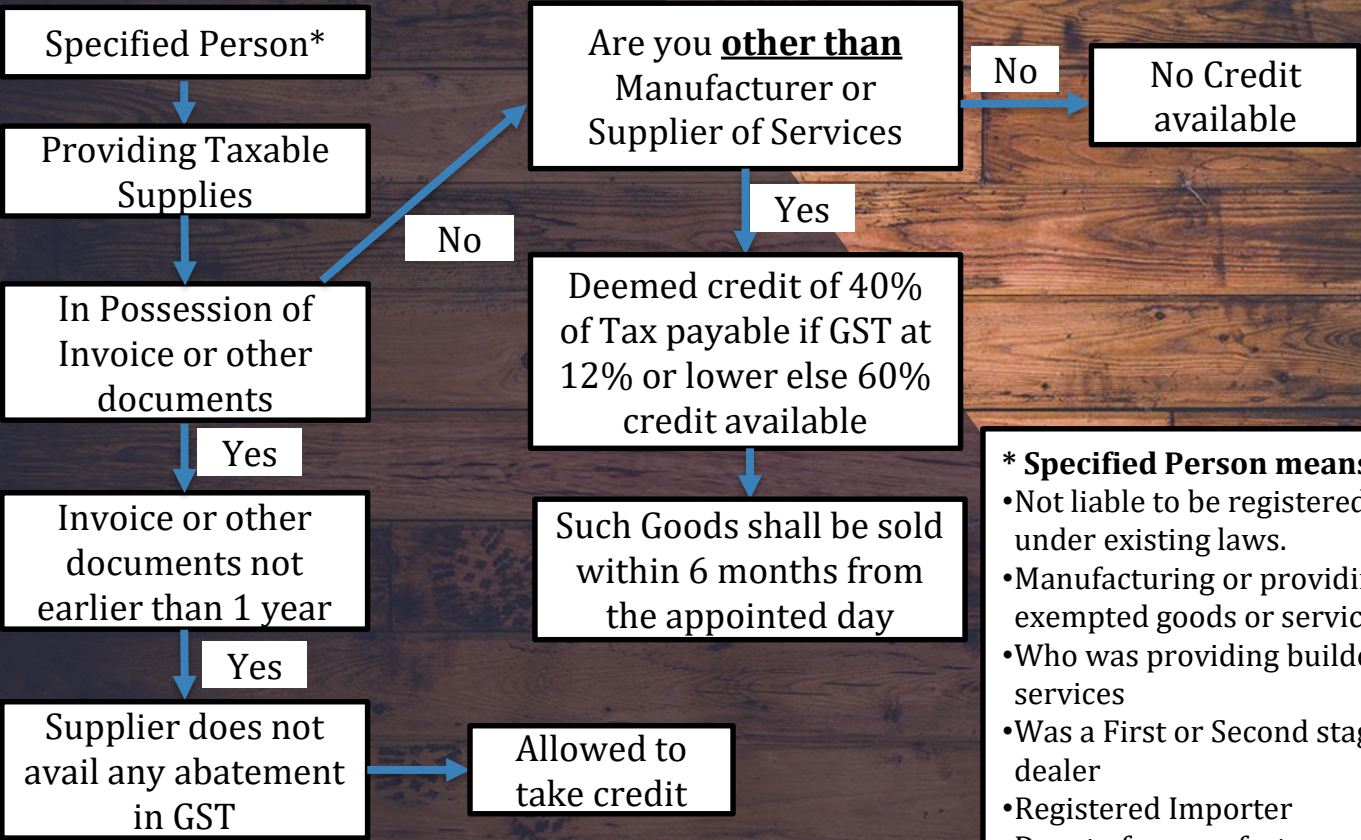 Specified Person*
Providing Taxable
Supplies
In Possession of
Invoice or other
documents
Yes
Invoice or other
documents not
earlier than 1 year
Yes
Supplier does not
avail any abatement
in GST
Allowed to
take credit
No
Are you other than
Manufacturer or
Supplier of Services
No
No Credit
available
Yes
Deemed credit of 40%
of Tax payable if GST at
12% or lower else 60%
credit available
Such Goods shall be sold
within 6 months from
the appointed day
* Specified Person means
•Not liable to be registered
under existing laws.
•Manufacturing or
exempted goods or
•Who was providing
services
•Was a First or Second
dealer
•Registered Importer